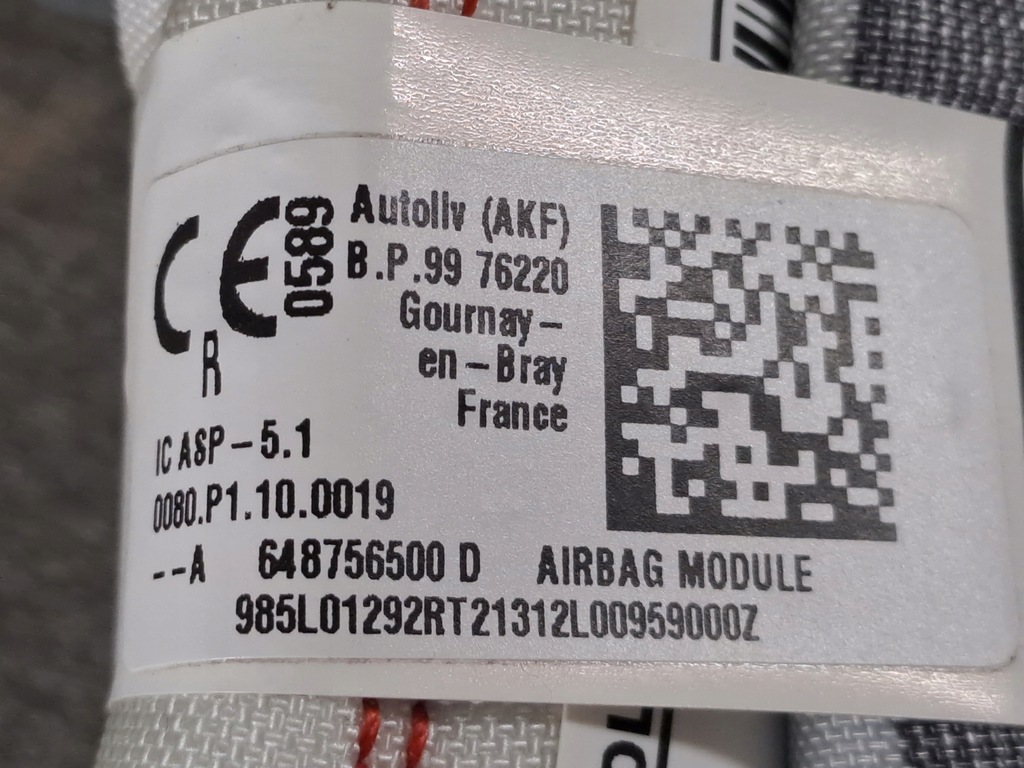 CE 0589
R
Autoliv (AKF)
B.P.99 76220
Gournay-
en-Bray
France
IC ASP-5.1
0080.P1.10.0019
--A 648756500 D AIRBAG MODULE
985L01292RT21312L00959000Z